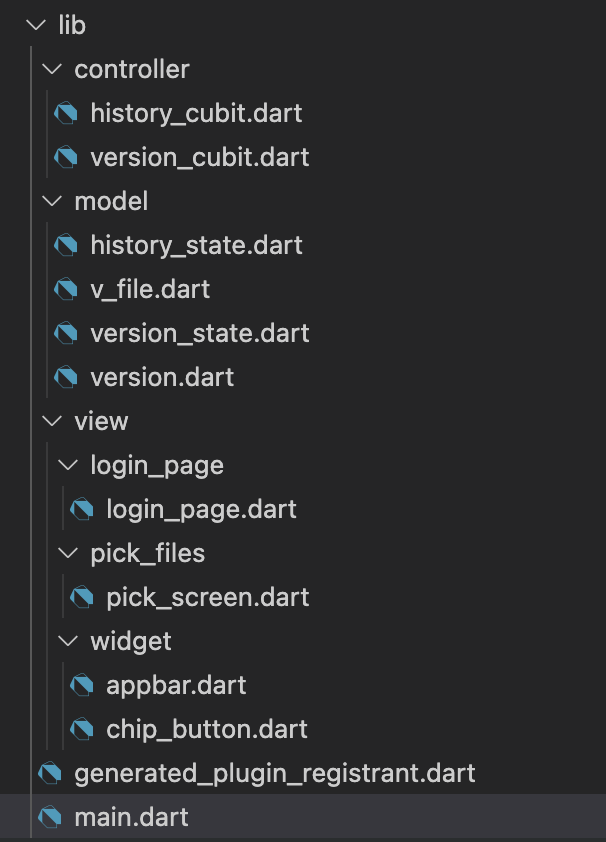 lib
controller
history_cubit.dart
version_cubit.dart
model
history_state.dart
v_file.dart
version_state.dart
version.dart
view
login_page
login_page.dart
pick_files
pick_screen.dart
widget
appbar.dart
chip_button.dart
generated_plugin_registrant.dart
main.dart